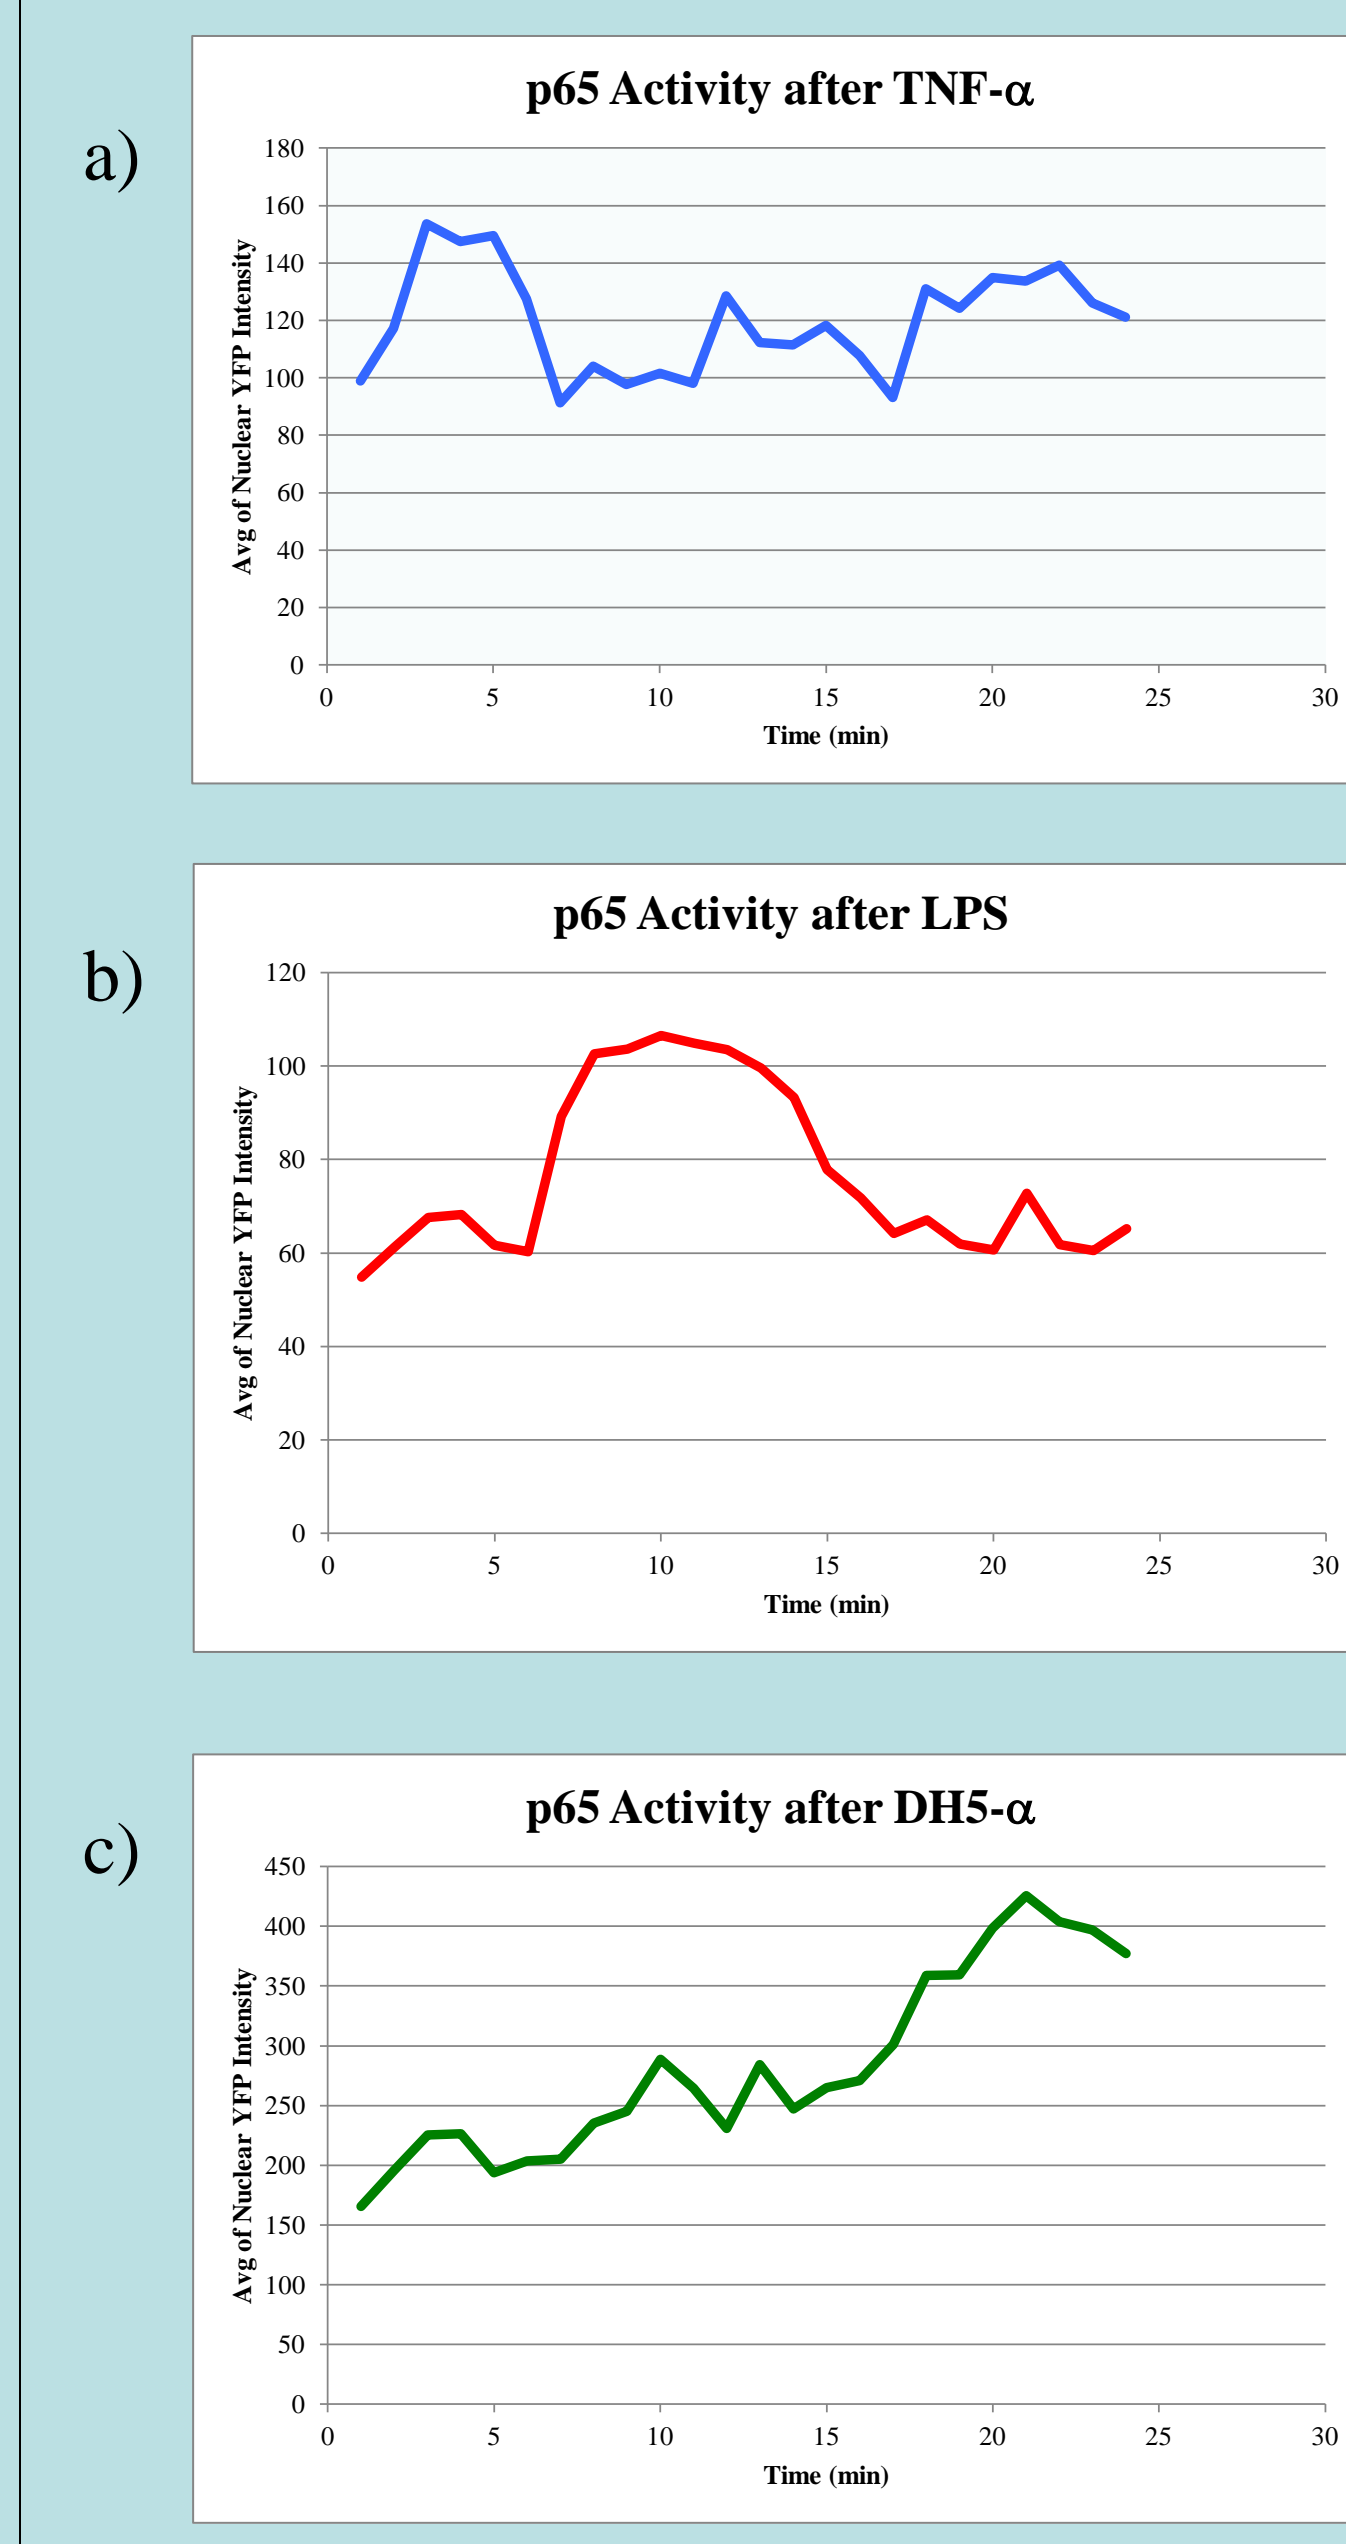 a)
p65 Activity after TNF-α
180
160
140
120
100
80
60
40
20
0
Avg of Nuclear YFP Intensity
0 5 10 15 20 25 30
Time (min)
b)
p65 Activity after LPS
120
100
80
60
40
20
0
Avg of Nuclear YFP Intensity
0 5 10 15 20 25 30
Time (min)
c)
p65 Activity after DH5-α
450
400
350
300
250
200
150
100
50
0
Avg of Nuclear YFP Intensity
0 5 10 15 20 25 30
Time (min)